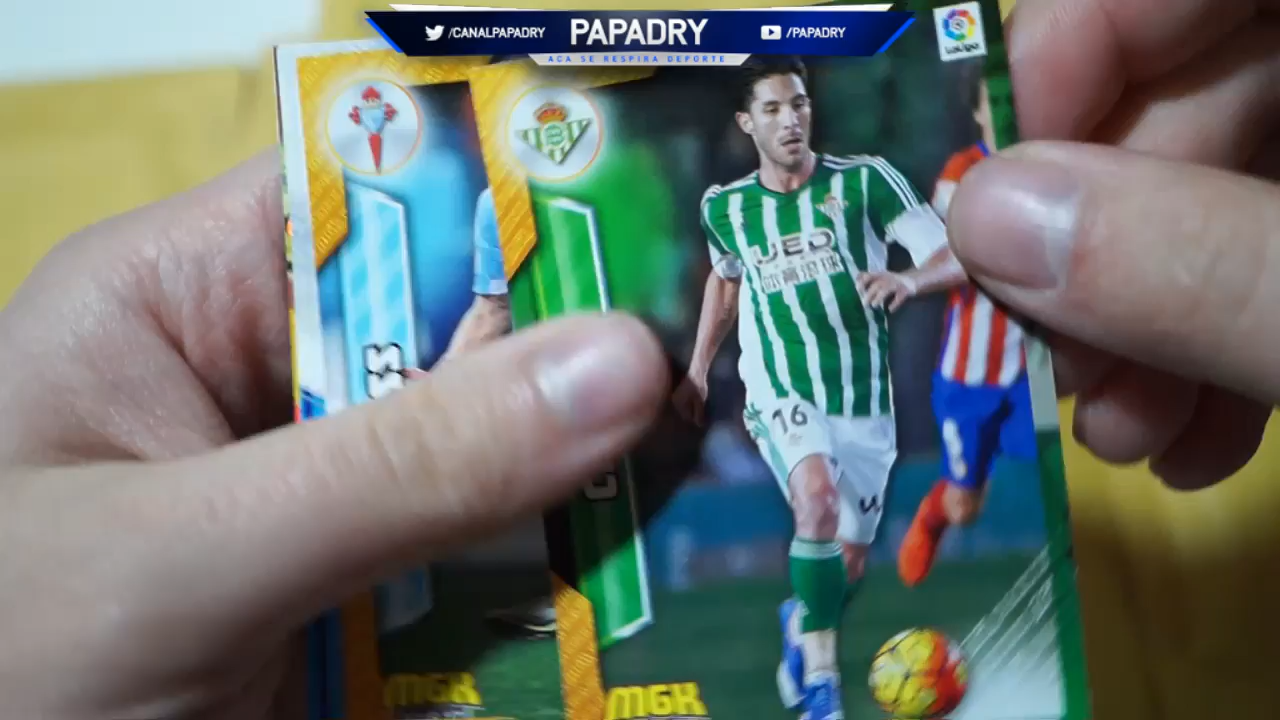 /CANALPAPADRY
PAPADRY
/PAPADRY
ACA SE RESPIRA DEPORTE
LaLiga
UED
16
MGK
MGK